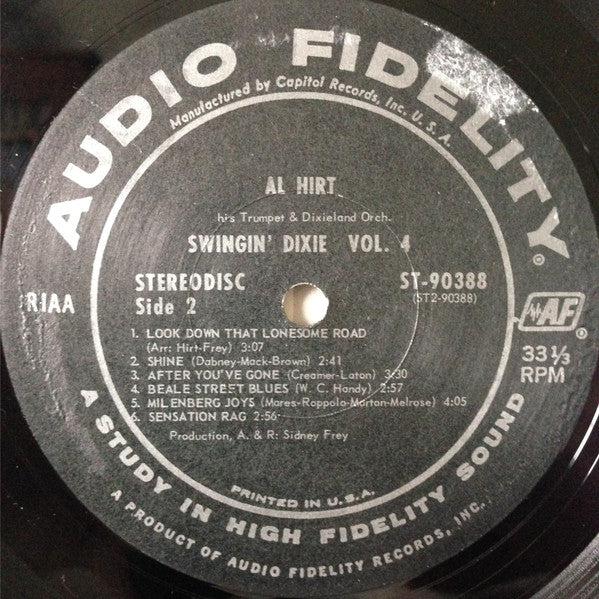 AUDIO FIDELITY®
Manufactured by Capitol Records, Inc. U.S.A.
AL HIRT
his Trumpet & Dixieland Orch.
SWINGIN' DIXIE VOL. 4
STEREODISC
Side 2
ST-90388
(ST2-90388)
RIAA
AF
33 1/3
RPM
1. LOOK DOWN THAT LONESOME ROAD
(Arr: Hirt-Frey) 3:07
2. SHINE (Dabney-Mack-Brown) 2:41
3. AFTER YOU'VE GONE (Creamer-Laton) 3:30
4. BEALE STREET BLUES (W. C. Handy) 2:57
5. MILENBERG JOYS (Mares-Roppolo-Morton-Melrose) 4:05
6. SENSATION RAG 2:56
Production, A. & R: Sidney Frey
PRINTED IN U.S.A.
A STUDY IN HIGH FIDELITY SOUND
A PRODUCT OF AUDIO FIDELITY RECORDS, INC.